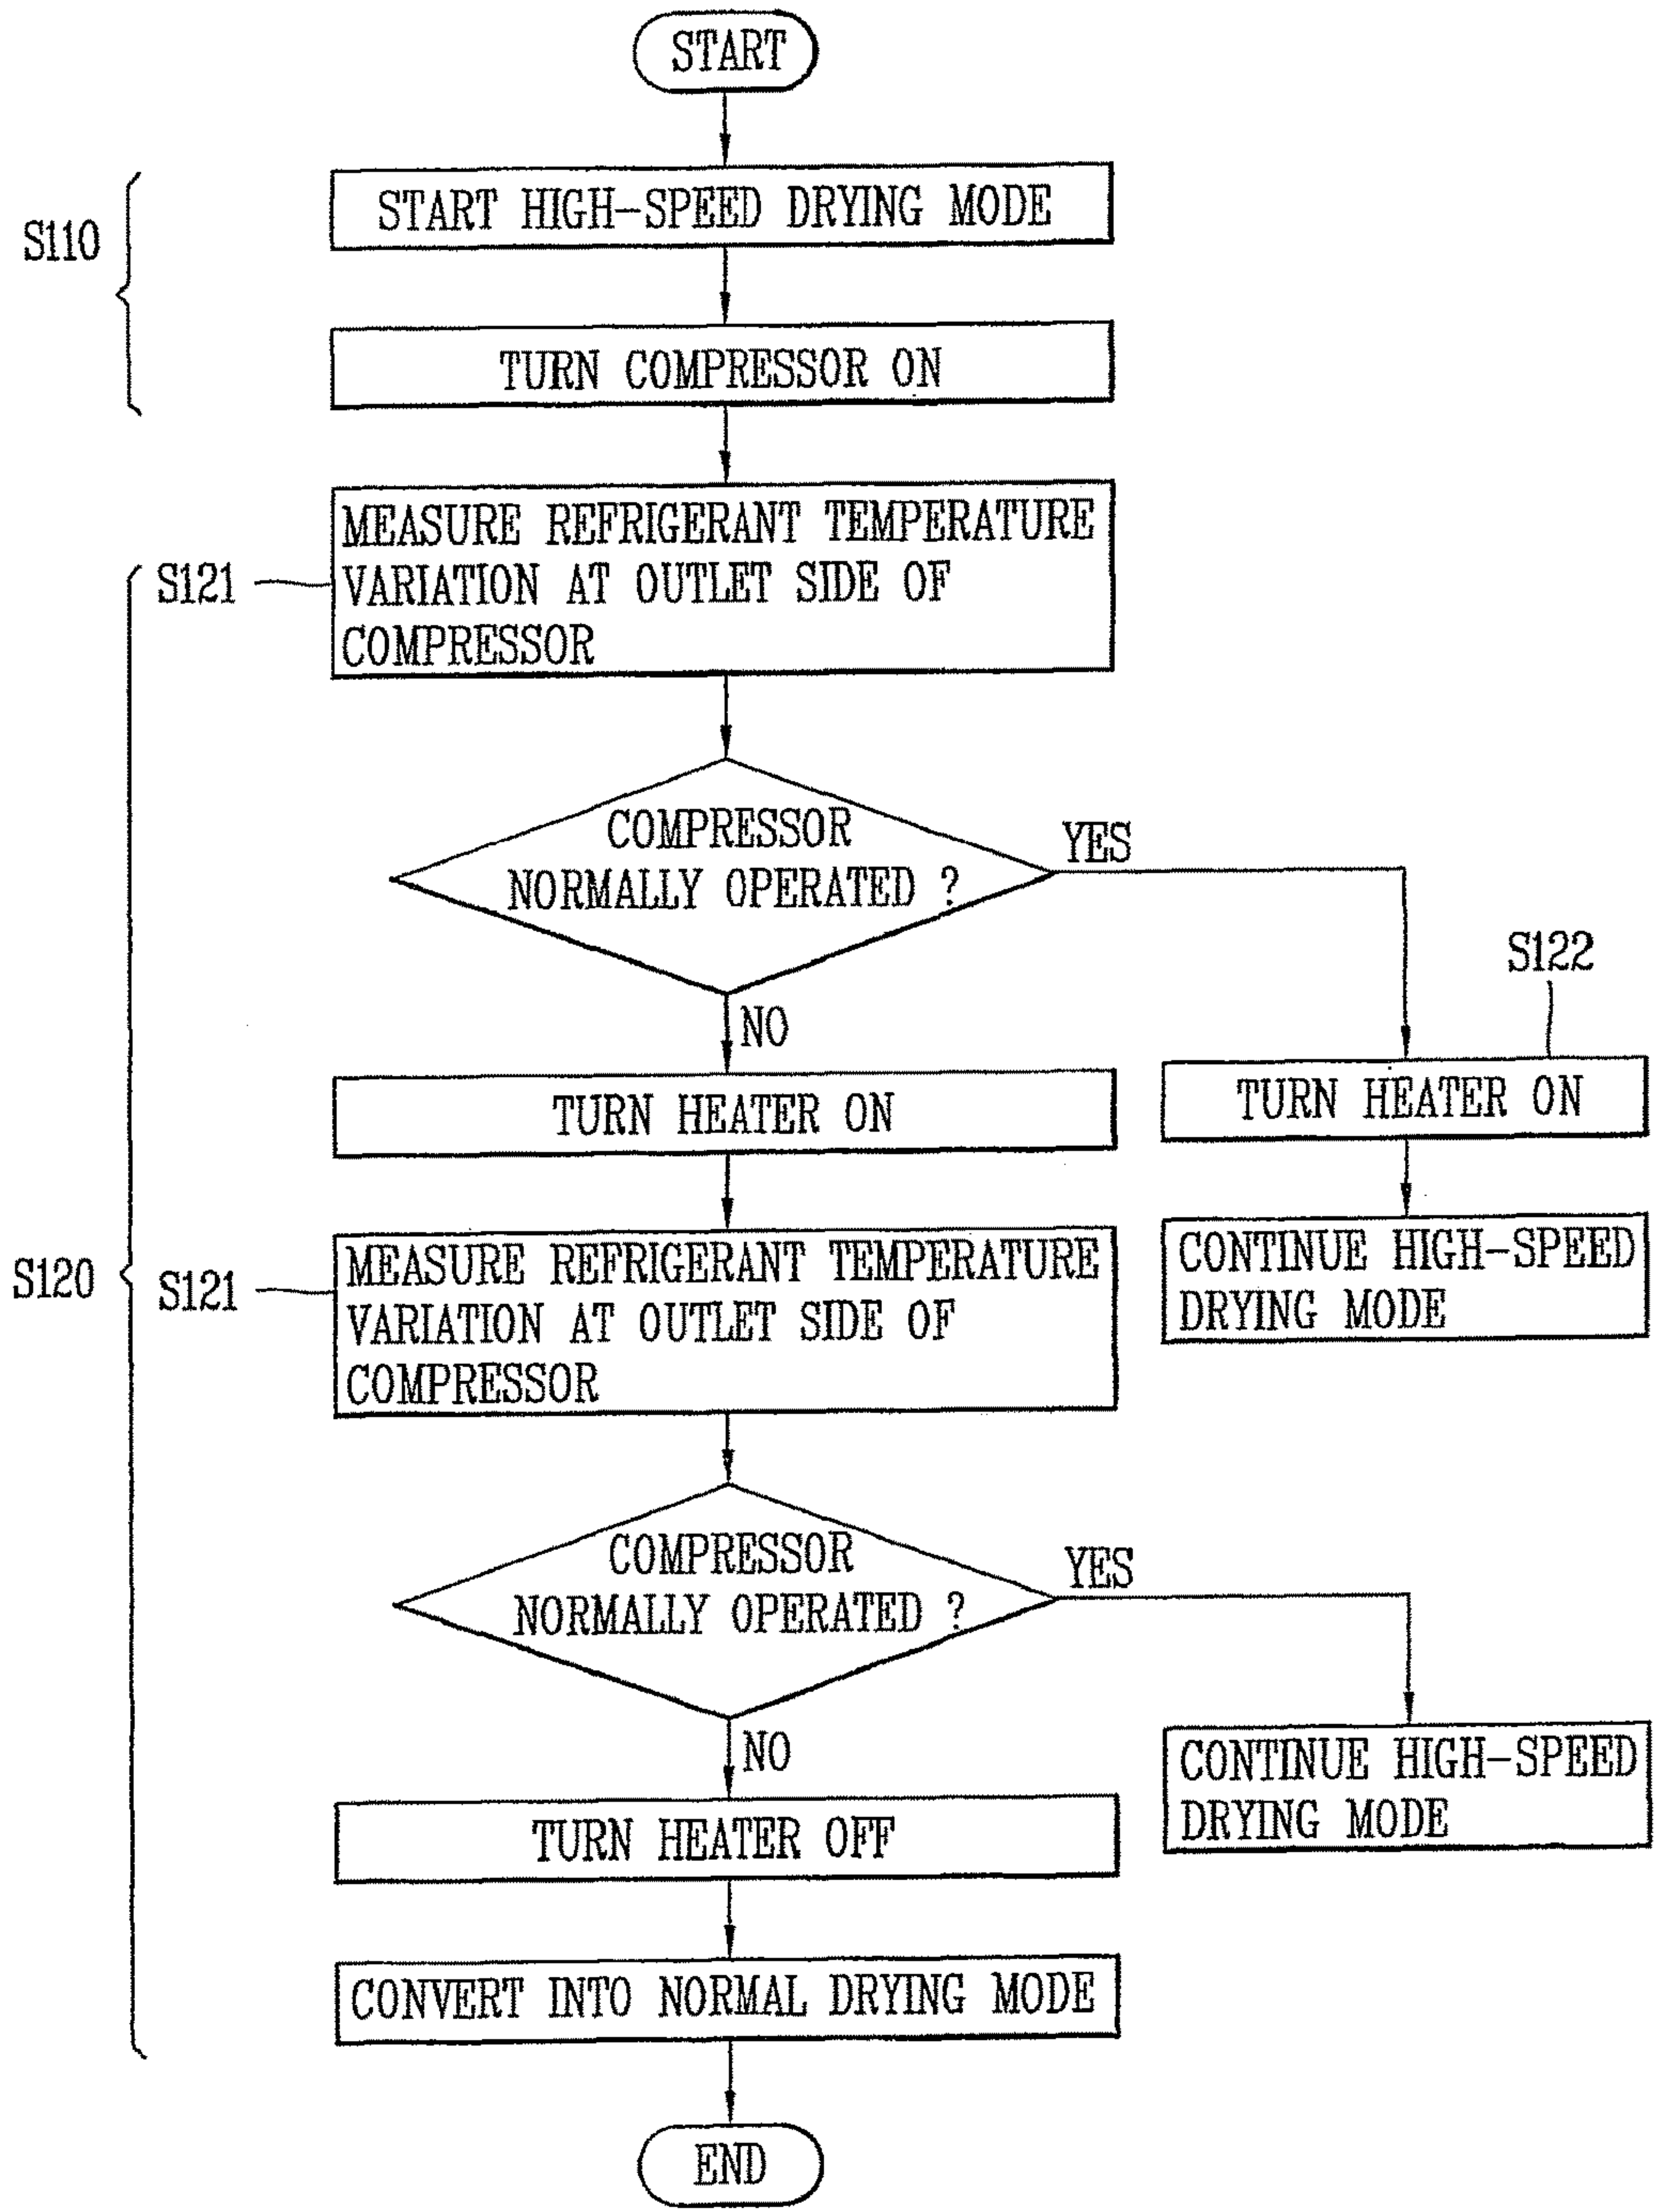 START
S110
START HIGH-SPEED DRYING MODE
TURN COMPRESSOR ON
S121
MEASURE REFRIGERANT TEMPERATURE
VARIATION AT OUTLET SIDE OF
COMPRESSOR
COMPRESSOR
NORMALLY OPERATED ?
YES
NO
S122
TURN HEATER ON
TURN HEATER ON
CONTINUE HIGH-SPEED
DRYING MODE
S120
S121
MEASURE REFRIGERANT TEMPERATURE
VARIATION AT OUTLET SIDE OF
COMPRESSOR
COMPRESSOR
NORMALLY OPERATED ?
YES
NO
CONTINUE HIGH-SPEED
DRYING MODE
TURN HEATER OFF
CONVERT INTO NORMAL DRYING MODE
END